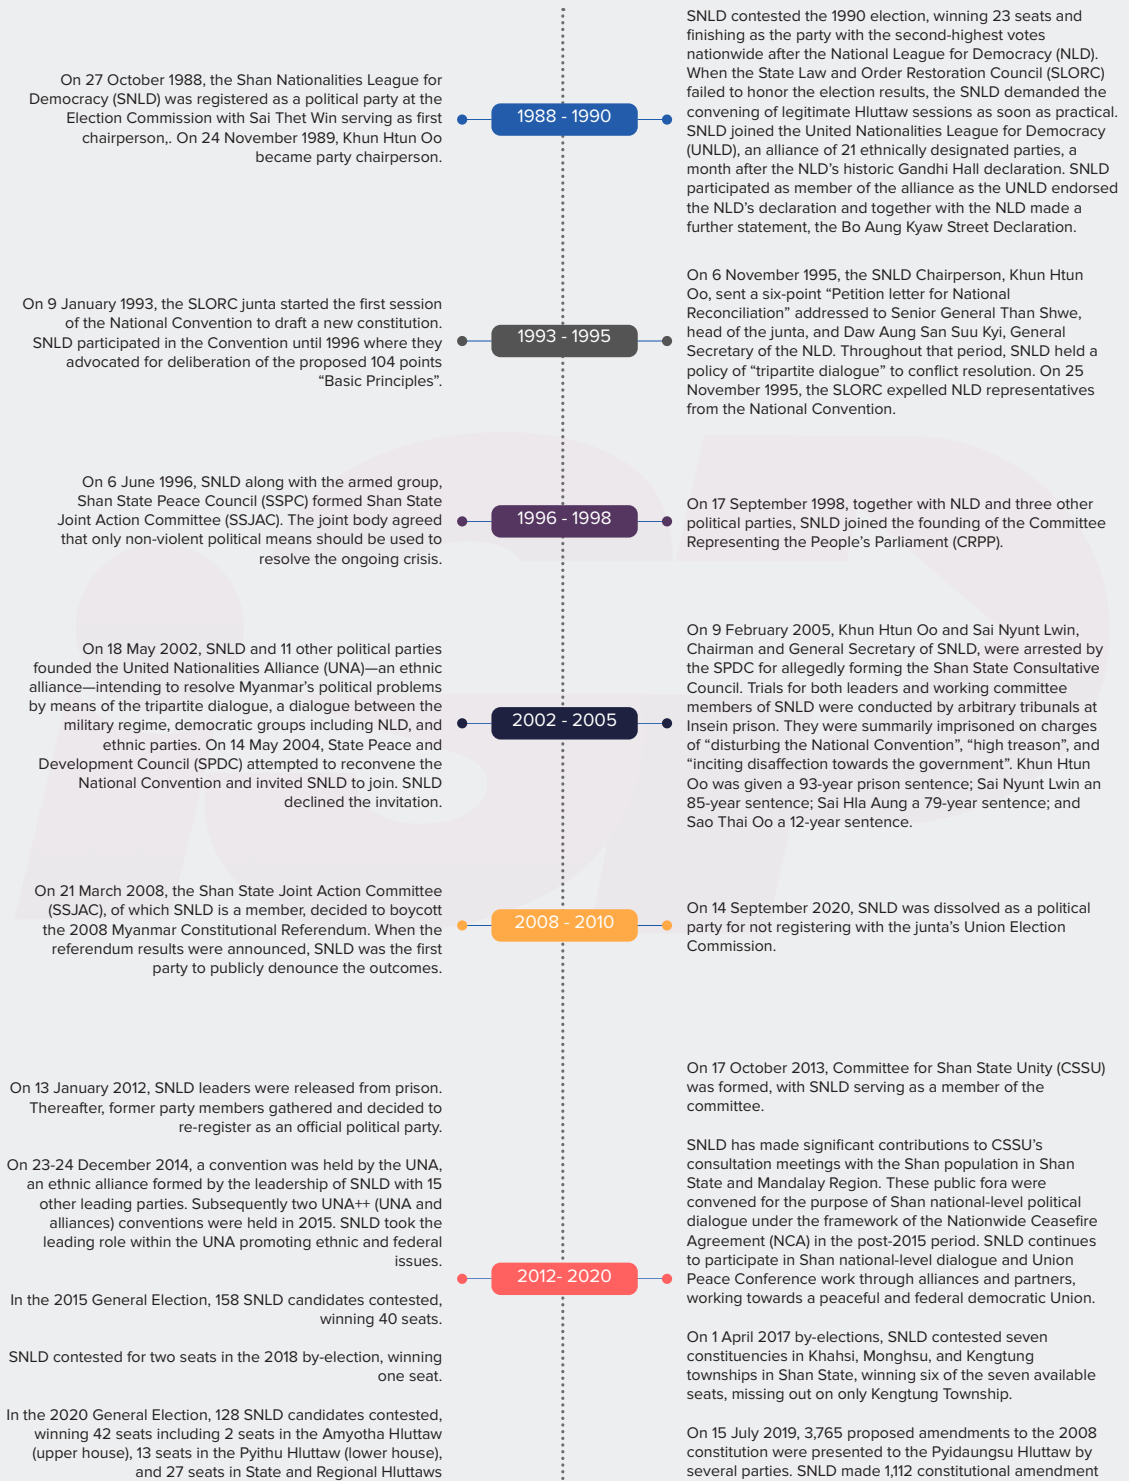 On 27 October 1988, the Shan Nationalities League for
Democracy (SNLD) was registered as a political party at the
Election Commission with Sai Thet Win serving as first
chairperson,. On 24 November 1989, Khun Htun Oo
became party chairperson.
1988 - 1990
SNLD contested the 1990 election, winning 23 seats and
finishing as the party with the second-highest votes
nationwide after the National League for Democracy (NLD).
When the State Law and Order Restoration Council (SLORC)
failed to honor the election results, the SNLD demanded the
convening of legitimate Hluttaw sessions as soon as practical.
SNLD joined the United Nationalities League for Democracy
(UNLD), an alliance of 21 ethnically designated parties, a
month after the NLD's historic Gandhi Hall declaration. SNLD
participated as member of the alliance as the UNLD endorsed
the NLD's declaration and together with the NLD made a
further statement, the Bo Aung Kyaw Street Declaration.
On 9 January 1993, the SLORC junta started the first session
of the National Convention to draft a new constitution.
SNLD participated in the Convention until 1996 where they
advocated for deliberation of the proposed 104 points
“Basic Principles”.
1993 - 1995
On 6 November 1995, the SNLD Chairperson, Khun Htun
Oo, sent a six-point “Petition letter for National
Reconciliation” addressed to Senior General Than Shwe,
head of the junta, and Daw Aung San Suu Kyi, General
Secretary of the NLD. Throughout that period, SNLD held a
policy of “tripartite dialogue” to conflict resolution. On 25
November 1995, the SLORC expelled NLD representatives
from the National Convention.
On 6 June 1996, SNLD along with the armed group,
Shan State Peace Council (SSPC) formed Shan State
Joint Action Committee (SSJAC). The joint body agreed
that only non-violent political means should be used to
resolve the ongoing crisis.
1996 - 1998
On 17 September 1998, together with NLD and three other
political parties, SNLD joined the founding of the Committee
Representing the People's Parliament (CRPP).
On 18 May 2002, SNLD and 11 other political parties
founded the United Nationalities Alliance (UNA)—an ethnic
alliance—intending to resolve Myanmar's political problems
by means of the tripartite dialogue, a dialogue between the
military regime, democratic groups including NLD, and
ethnic parties. On 14 May 2004, State Peace and
Development Council (SPDC) attempted to reconvene the
National Convention and invited SNLD to join. SNLD
declined the invitation.
2002 - 2005
On 9 February 2005, Khun Htun Oo and Sai Nyunt Lwin,
Chairman and General Secretary of SNLD, were arrested by
the SPDC for allegedly forming the Shan State Consultative
Council. Trials for both leaders and working committee
members of SNLD were conducted by arbitrary tribunals at
Insein prison. They were summarily imprisoned on charges
of “disturbing the National Convention”, “high treason”, and
“inciting disaffection towards the government”. Khun Htun
Oo was given a 93-year prison sentence; Sai Nyunt Lwin an
85-year sentence; Sai Hla Aung a 79-year sentence; and
Sao Thai Oo a 12-year sentence.
On 21 March 2008, the Shan State Joint Action Committee
(SSJAC), of which SNLD is a member, decided to boycott
the 2008 Myanmar Constitutional Referendum. When the
referendum results were announced, SNLD was the first
party to publicly denounce the outcomes.
2008 - 2010
On 14 September 2020, SNLD was dissolved as a political
party for not registering with the junta's Union Election
Commission.
On 13 January 2012, SNLD leaders were released from prison.
Thereafter, former party members gathered and decided to
re-register as an official political party.
On 23-24 December 2014, a convention was held by the UNA,
an ethnic alliance formed by the leadership of SNLD with 15
other leading parties. Subsequently two UNA++ (UNA and
alliances) conventions were held in 2015. SNLD took the
leading role within the UNA promoting ethnic and federal
issues.
In the 2015 General Election, 158 SNLD candidates contested,
winning 40 seats.
SNLD contested for two seats in the 2018 by-election, winning
one seat.
In the 2020 General Election, 128 SNLD candidates contested,
winning 42 seats including 2 seats in the Amyotha Hluttaw
(upper house), 13 seats in the Pyithu Hluttaw (lower house),
and 27 seats in State and Regional Hluttaws
2012- 2020
On 17 October 2013, Committee for Shan State Unity (CSSU)
was formed, with SNLD serving as a member of the
committee.
SNLD has made significant contributions to CSSU's
consultation meetings with the Shan population in Shan
State and Mandalay Region. These public fora were
convened for the purpose of Shan national-level political
dialogue under the framework of the Nationwide Ceasefire
Agreement (NCA) in the post-2015 period. SNLD continues
to participate in Shan national-level dialogue and Union
Peace Conference work through alliances and partners,
working towards a peaceful and federal democratic Union.
On 1 April 2017 by-elections, SNLD contested seven
constituencies in Khahsi, Monghsu, and Kengtung
townships in Shan State, winning six of the seven available
seats, missing out on only Kengtung Township.
On 15 July 2019, 3,765 proposed amendments to the 2008
constitution were presented to the Pyidaungsu Hluttaw by
several parties. SNLD made 1,112 constitutional amendment
iSP